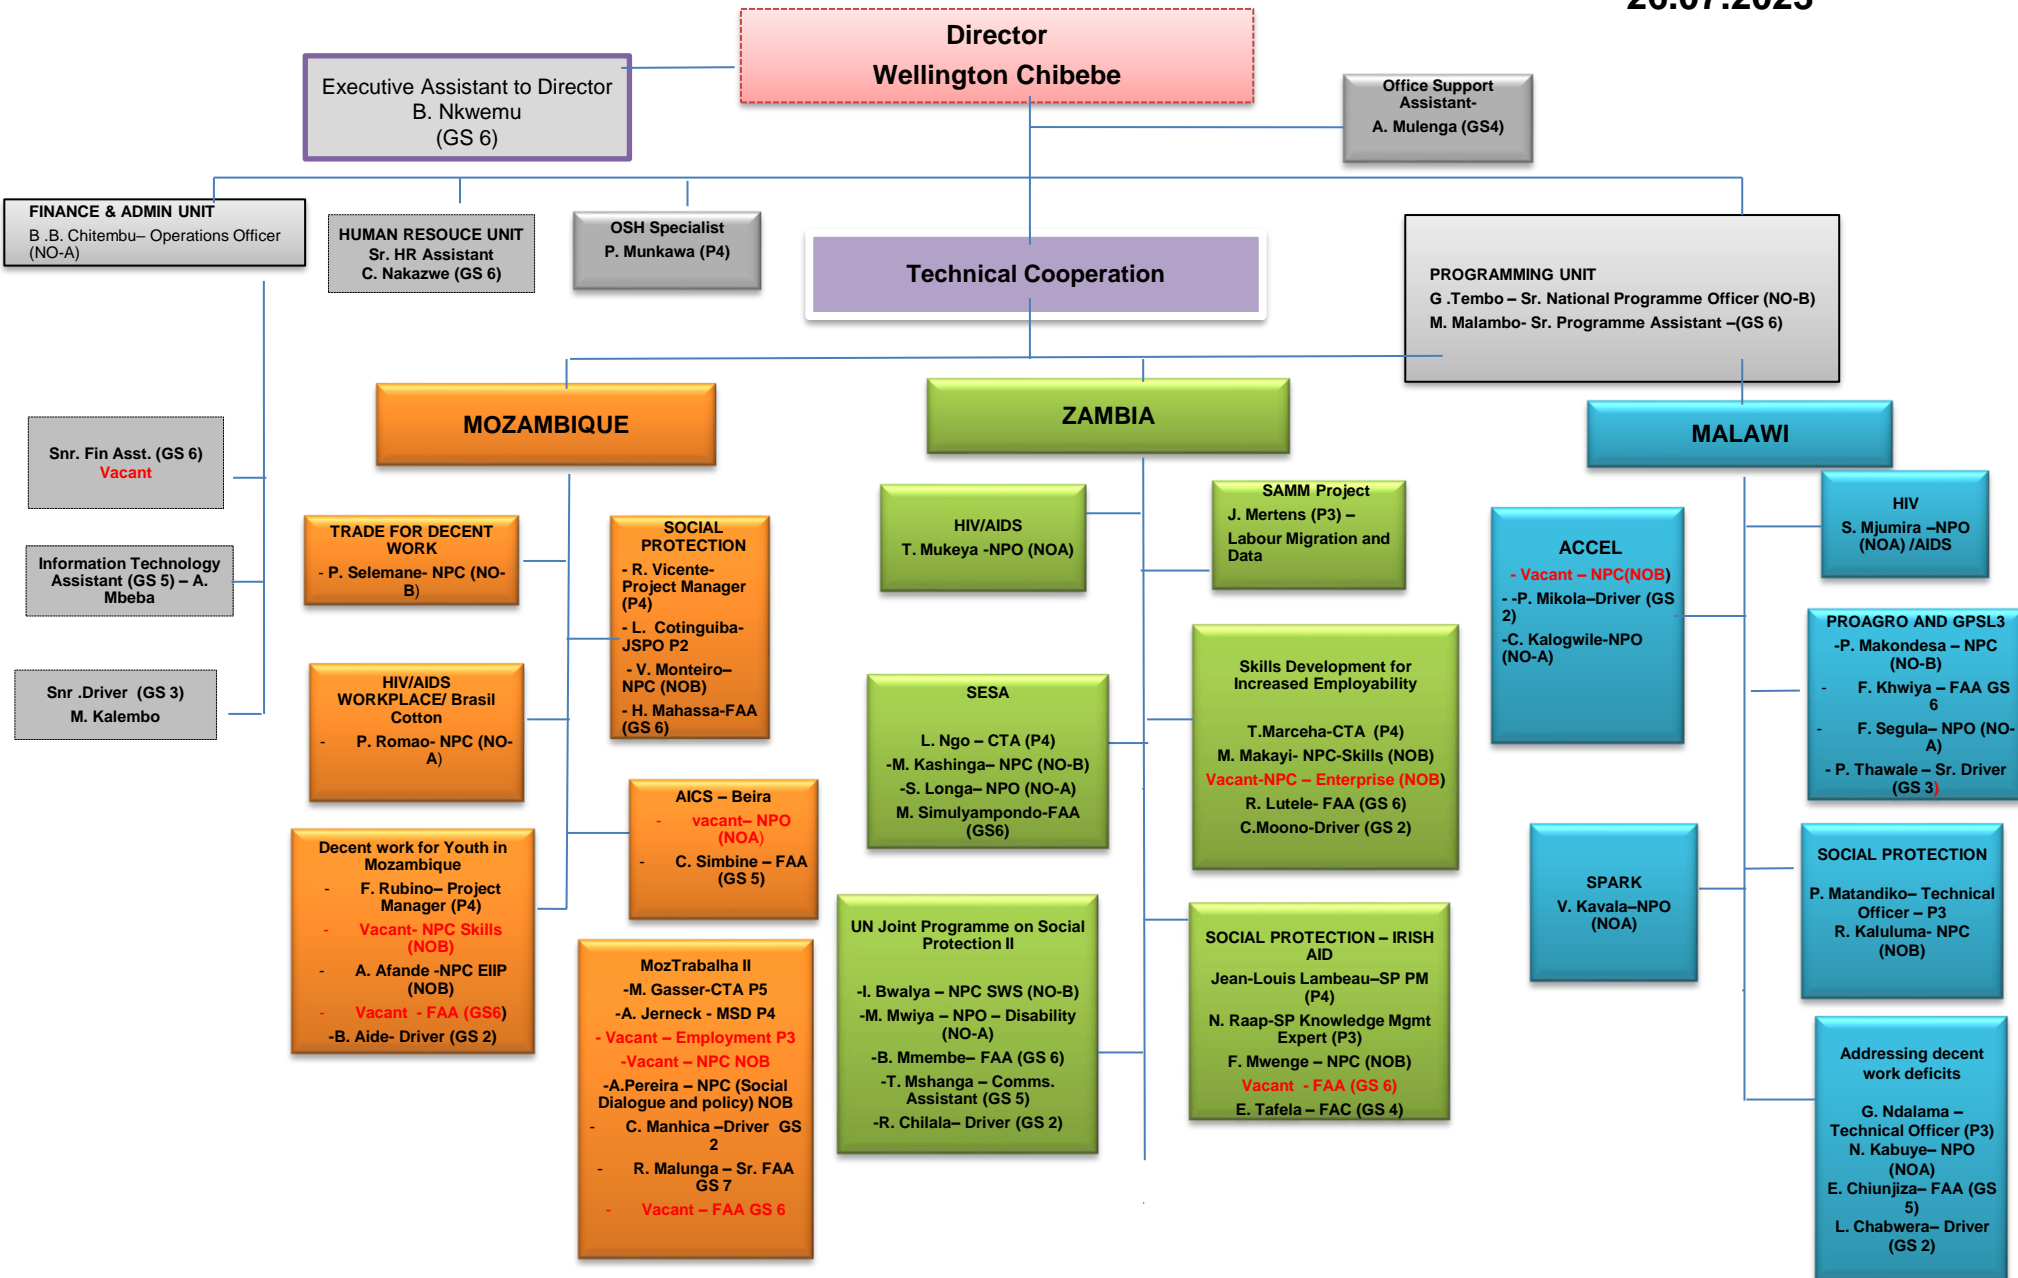 26.07.2023
Director
Wellington Chibebe
Executive Assistant to Director
B. Nkwemu
(GS 6)
Office Support
Assistant-
A. Mulenga (GS4)
FINANCE & ADMIN UNIT
B .B. Chitembu– Operations Officer
(NO-A)
HUMAN RESOUCE UNIT
Sr. HR Assistant
C. Nakazwe (GS 6)
OSH Specialist
P. Munkawa (P4)
Technical Cooperation
PROGRAMMING UNIT
G .Tembo – Sr. National Programme Officer (NO-B)
M. Malambo- Sr. Programme Assistant –(GS 6)
Snr. Fin Asst. (GS 6)
Vacant
Information Technology
Assistant (GS 5) – A.
Mbeba
Snr .Driver  (GS 3)
M. Kalembo
MOZAMBIQUE
TRADE FOR DECENT
WORK
- P. Selemane- NPC (NO-
B)
SOCIAL
PROTECTION
- R. Vicente-
Project Manager
(P4)
- L.  Cotinguiba-
JSPO P2
- V. Monteiro–
NPC (NOB)
- H. Mahassa-FAA
(GS 6)
HIV/AIDS
WORKPLACE/ Brasil
Cotton
- P. Romao- NPC (NO-
A)
AICS – Beira
- vacant– NPO
(NOA)
- C. Simbine – FAA
(GS 5)
Decent work for Youth in
Mozambique
- F. Rubino– Project
Manager (P4)
- Vacant- NPC Skills
(NOB)
- A. Afande -NPC EIIP
(NOB)
- Vacant  - FAA (GS6)
-B. Aide- Driver (GS 2)
MozTrabalha II
-M. Gasser-CTA P5
-A. Jerneck - MSD P4
- Vacant – Employment P3
-Vacant – NPC NOB
-A.Pereira – NPC (Social
Dialogue and policy) NOB
- C. Manhica –Driver  GS
2
- R. Malunga – Sr. FAA
GS 7
- Vacant – FAA GS 6
ZAMBIA
HIV/AIDS
T. Mukeya -NPO (NOA)
SAMM Project
J. Mertens (P3) –
Labour Migration and
Data
SESA
L. Ngo – CTA (P4)
-M. Kashinga– NPC (NO-B)
-S. Longa– NPO (NO-A)
M. Simulyampondo-FAA
(GS6)
Skills Development for
Increased Employability
T.Marceha-CTA  (P4)
M. Makayi- NPC-Skills (NOB)
Vacant-NPC – Enterprise (NOB)
R. Lutele- FAA (GS 6)
C.Moono-Driver (GS 2)
UN Joint Programme on Social
Protection II
-I. Bwalya – NPC SWS (NO-B)
-M. Mwiya – NPO – Disability
(NO-A)
-B. Mmembe– FAA (GS 6)
-T. Mshanga – Comms.
Assistant (GS 5)
-R. Chilala– Driver (GS 2)
SOCIAL PROTECTION – IRISH
AID
Jean-Louis Lambeau–SP PM
(P4)
N. Raap-SP Knowledge Mgmt
Expert (P3)
F. Mwenge – NPC (NOB)
Vacant  - FAA (GS 6)
E. Tafela – FAC (GS 4)
MALAWI
ACCEL
- Vacant – NPC(NOB)
- -P. Mikola–Driver (GS
2)
-C. Kalogwile-NPO
(NO-A)
HIV
S. Mjumira –NPO
(NOA) /AIDS
PROAGRO AND GPSL3
-P. Makondesa – NPC
(NO-B)
- F. Khwiya – FAA GS
6
- F. Segula– NPO (NO-
A)
- P. Thawale – Sr. Driver
(GS 3)
SPARK
V. Kavala–NPO
(NOA)
SOCIAL PROTECTION
P. Matandiko– Technical
Officer – P3
R. Kaluluma- NPC
(NOB)
Addressing decent
work deficits
G. Ndalama –
Technical Officer (P3)
N. Kabuye– NPO
(NOA)
E. Chiunjiza– FAA (GS
5)
L. Chabwera– Driver
(GS 2)